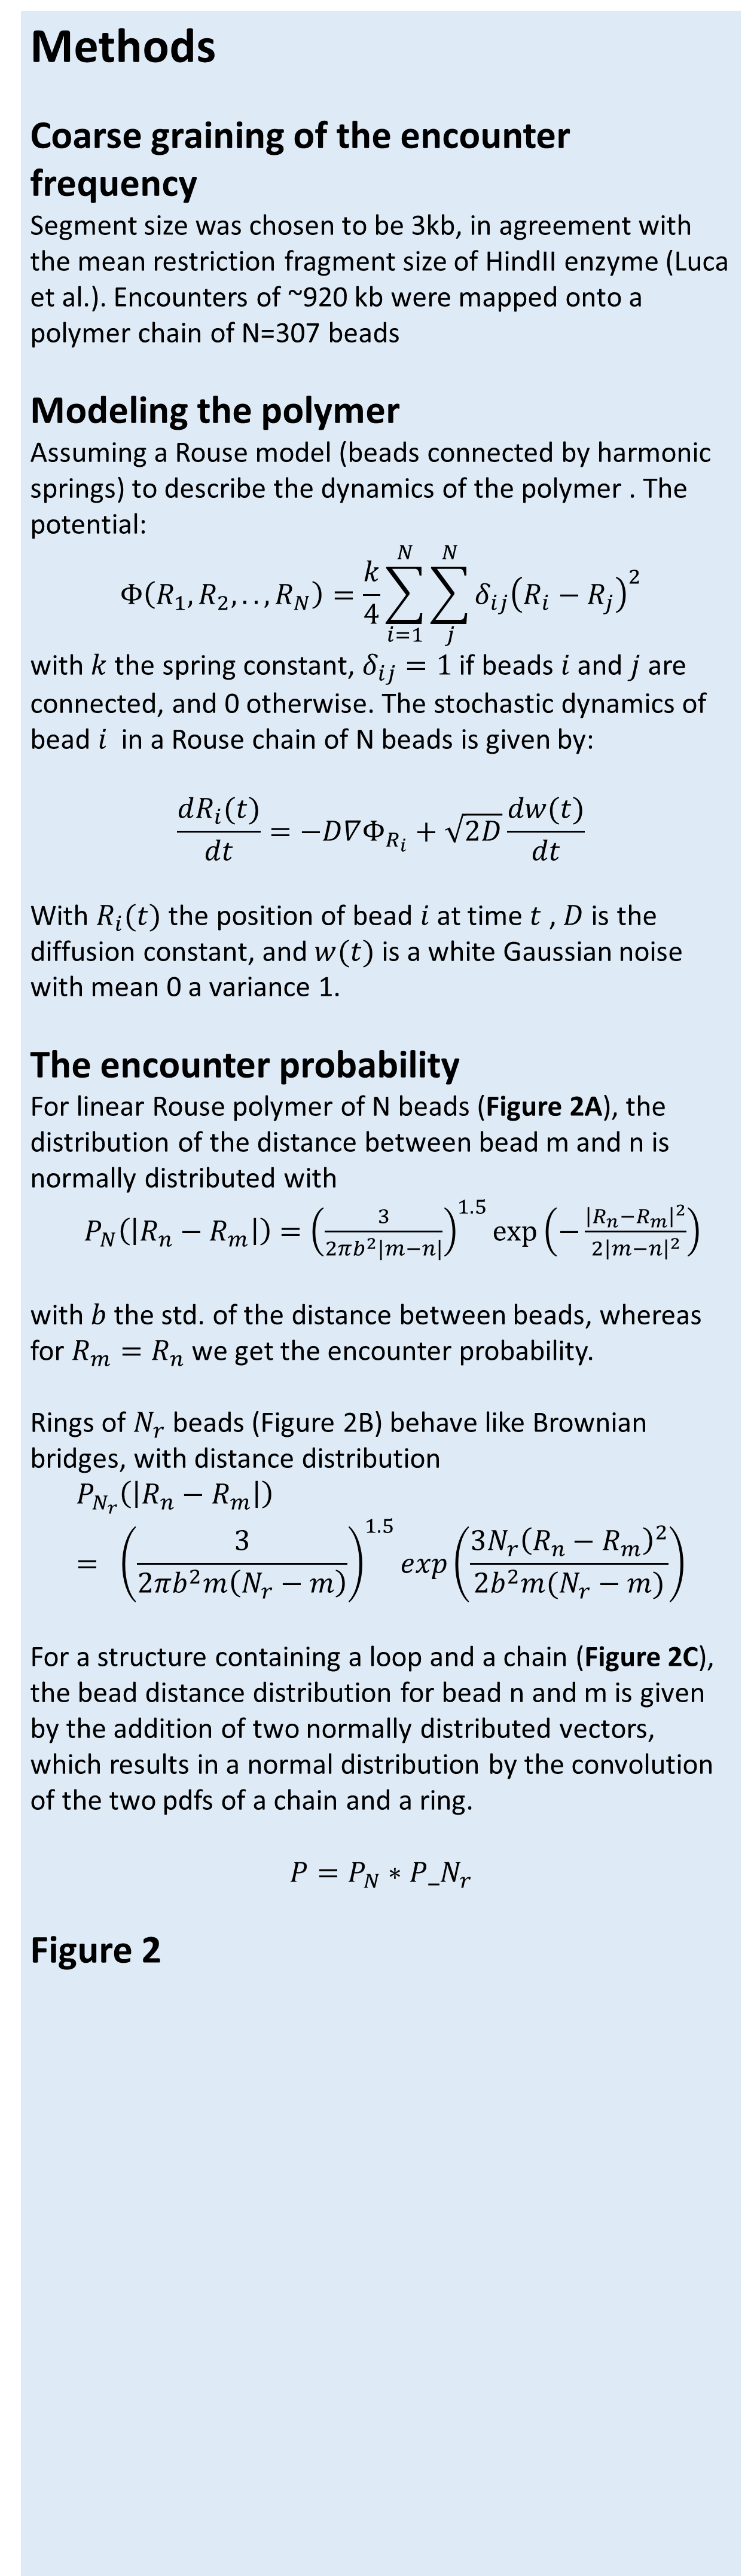 Methods
Coarse graining of the encounter
frequency
Segment size was chosen to be 3kb, in agreement with
the mean restriction fragment size of HindII enzyme (Luca
et al.). Encounters of ~920 kb were mapped onto a
polymer chain of N=307 beads
Modeling the polymer
Assuming a Rouse model (beads connected by harmonic
springs) to describe the dynamics of the polymer . The
potential:
Φ(R_1, R_2, . . , R_N) = \frac{k}{4} \sum_{i=1}^{N} \sum_{j}^{N} δ_{ij}(R_i − R_j)^2
with k the spring constant, δ_{ij} = 1 if beads i and j are
connected, and 0 otherwise. The stochastic dynamics of
bead i in a Rouse chain of N beads is given by:
\frac{dR_i(t)}{dt} = −D∇Φ_{R_i} + \sqrt{2D} \frac{dw(t)}{dt}
With R_i(t) the position of bead i at time t , D is the
diffusion constant, and w(t) is a white Gaussian noise
with mean 0 a variance 1.
The encounter probability
For linear Rouse polymer of N beads (Figure 2A), the
distribution of the distance between bead m and n is
normally distributed with
P_N(|R_n − R_m|) = (\frac{3}{2πb^2|m−n|})^{1.5} exp (−\frac{|R_n−R_m|^2}{2|m−n|^2})
with b the std. of the distance between beads, whereas
for R_m = R_n we get the encounter probability.
Rings of N_r beads (Figure 2B) behave like Brownian
bridges, with distance distribution
P_{N_r}(|R_n − R_m|)
= (\frac{3}{2πb^2m(N_r − m)})^{1.5} exp (\frac{3N_r(R_n − R_m)^2}{2b^2m(N_r − m)})
For a structure containing a loop and a chain (Figure 2C),
the bead distance distribution for bead n and m is given
by the addition of two normally distributed vectors,
which results in a normal distribution by the convolution
of the two pdfs of a chain and a ring.
P = P_N ∗ P_N_r
Figure 2